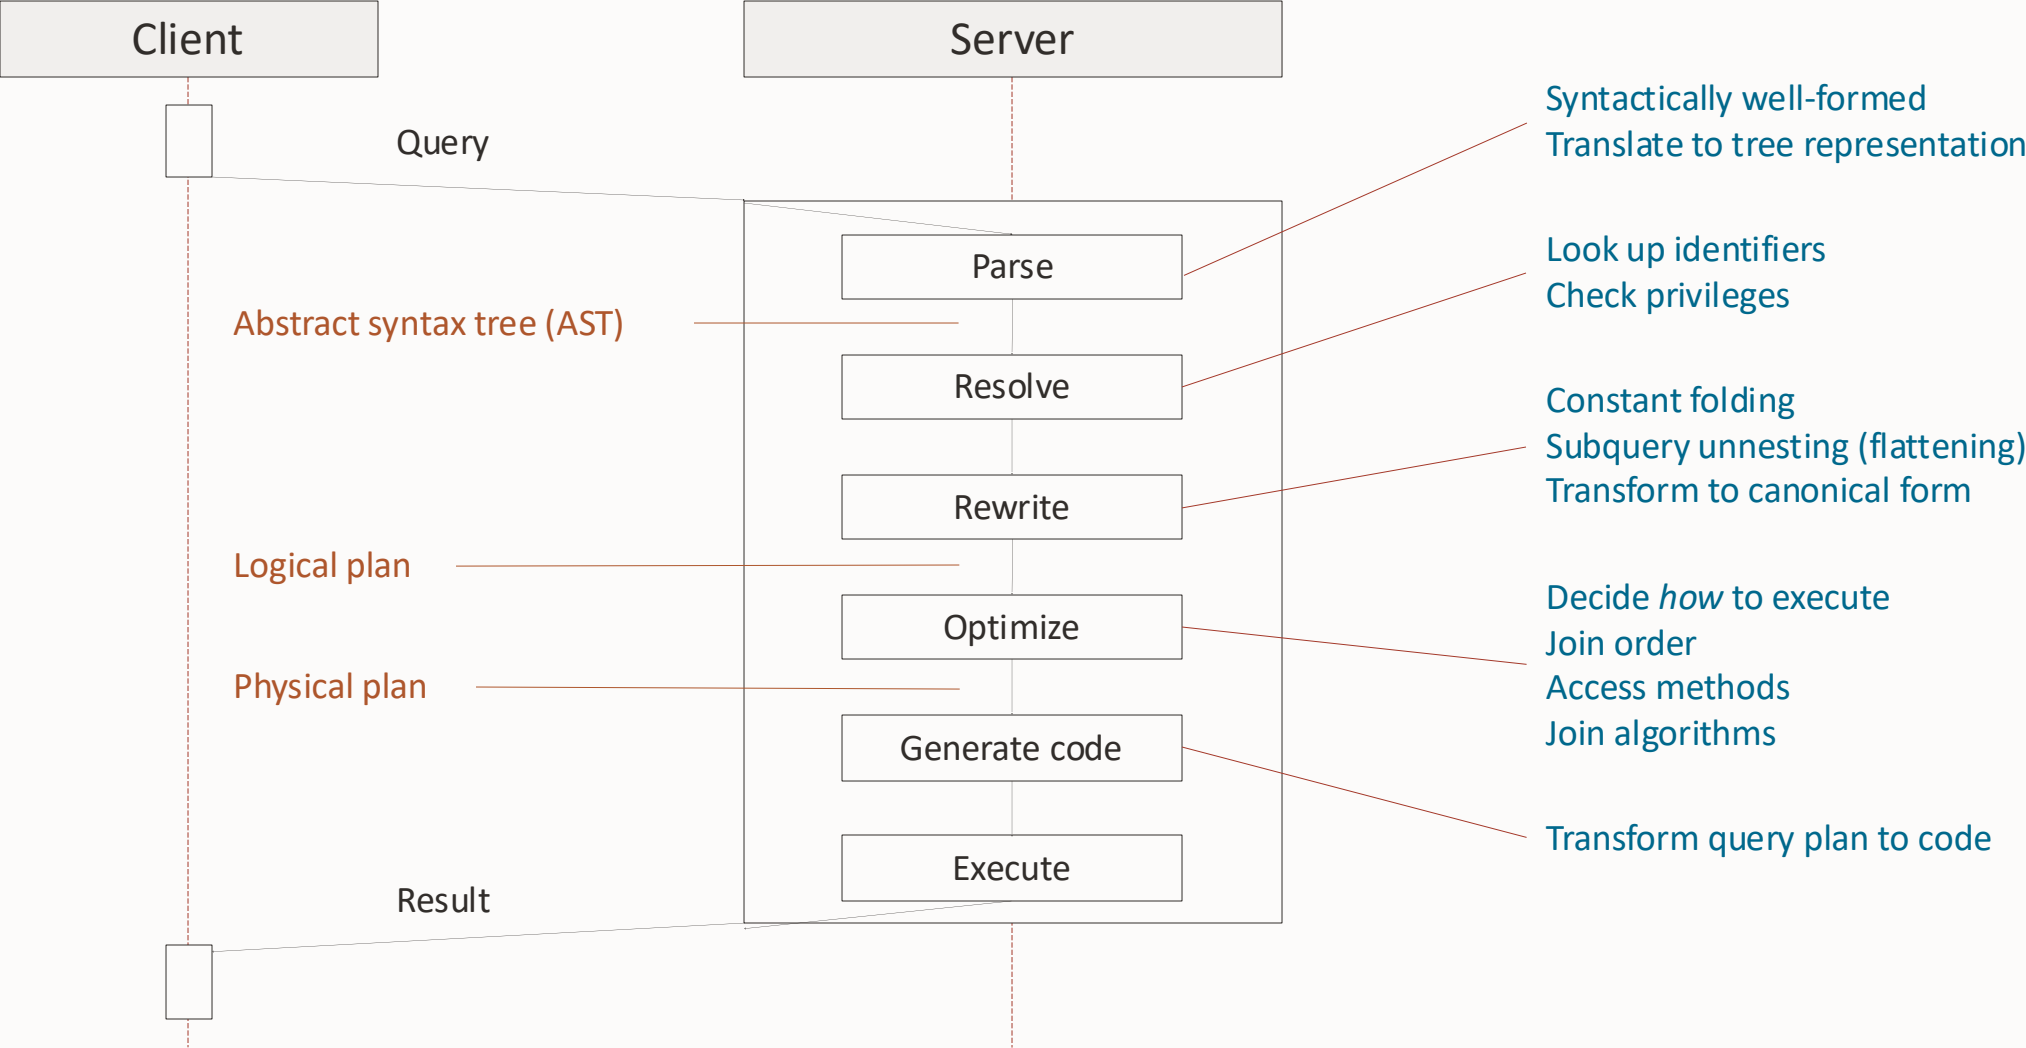 Client
Server
Query
Syntactically well-formed
Translate to tree representation
Parse
Look up identifiers
Check privileges
Abstract syntax tree (AST)
Resolve
Constant folding
Subquery unnesting (flattening)
Transform to canonical form
Rewrite
Logical plan
Decide how to execute
Join order
Access methods
Join algorithms
Optimize
Physical plan
Generate code
Transform query plan to code
Execute
Result